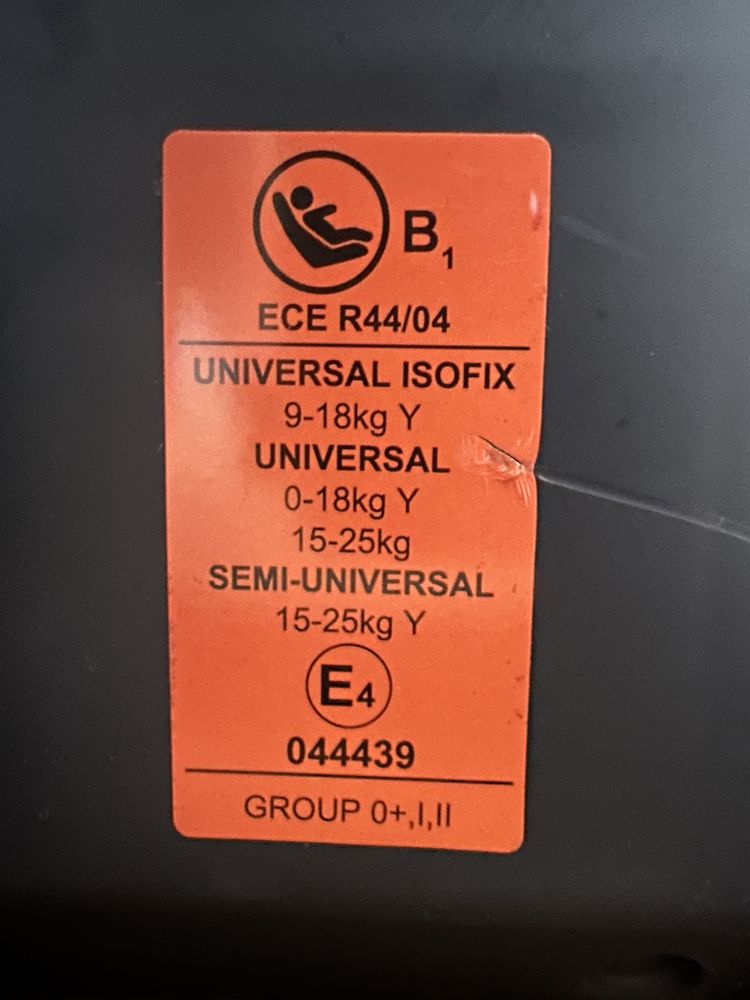 B₁
ECE R44/04
UNIVERSAL ISOFIX
9-18kg Y
UNIVERSAL
0-18kg Y
15-25kg
SEMI-UNIVERSAL
15-25kg Y
E4
044439
GROUP 0+,I,II